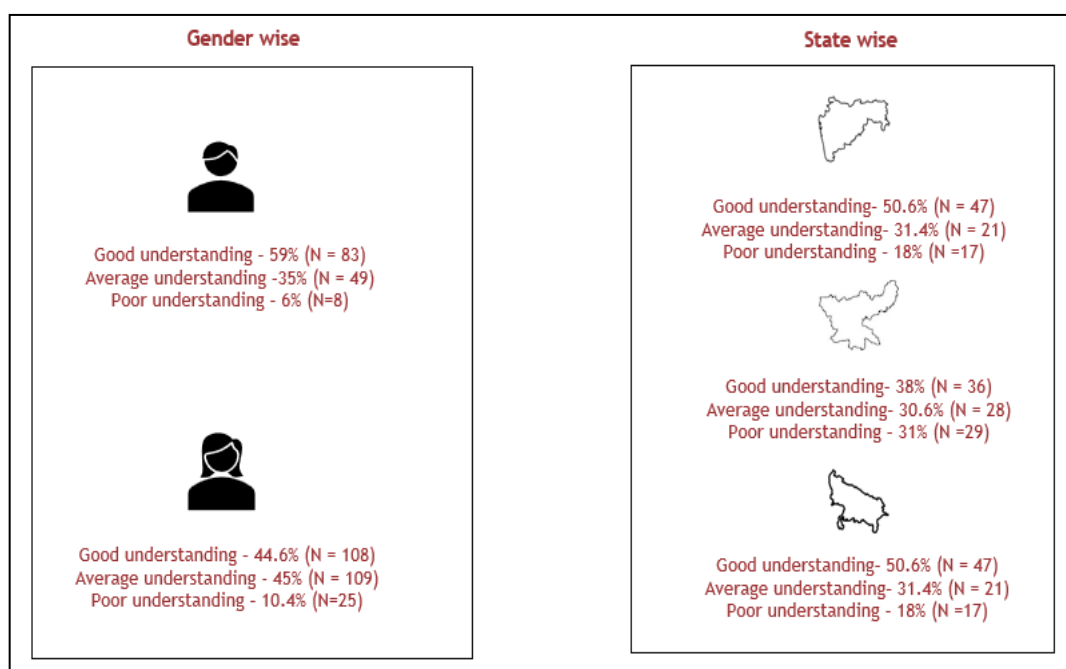 Gender wise
Good understanding - 59% (N = 83)
Average understanding -35% (N = 49)
Poor understanding - 6% (N=8)
Good understanding - 44.6% (N = 108)
Average understanding - 45% (N = 109)
Poor understanding - 10.4% (N=25)
State wise
Good understanding- 50.6% (N = 47)
Average understanding- 31.4% (N = 21)
Poor understanding - 18% (N =17)
Good understanding- 38% (N = 36)
Average understanding- 30.6% (N = 28)
Poor understanding - 31% (N =29)
Good understanding- 50.6% (N = 47)
Average understanding- 31.4% (N = 21)
Poor understanding - 18% (N =17)